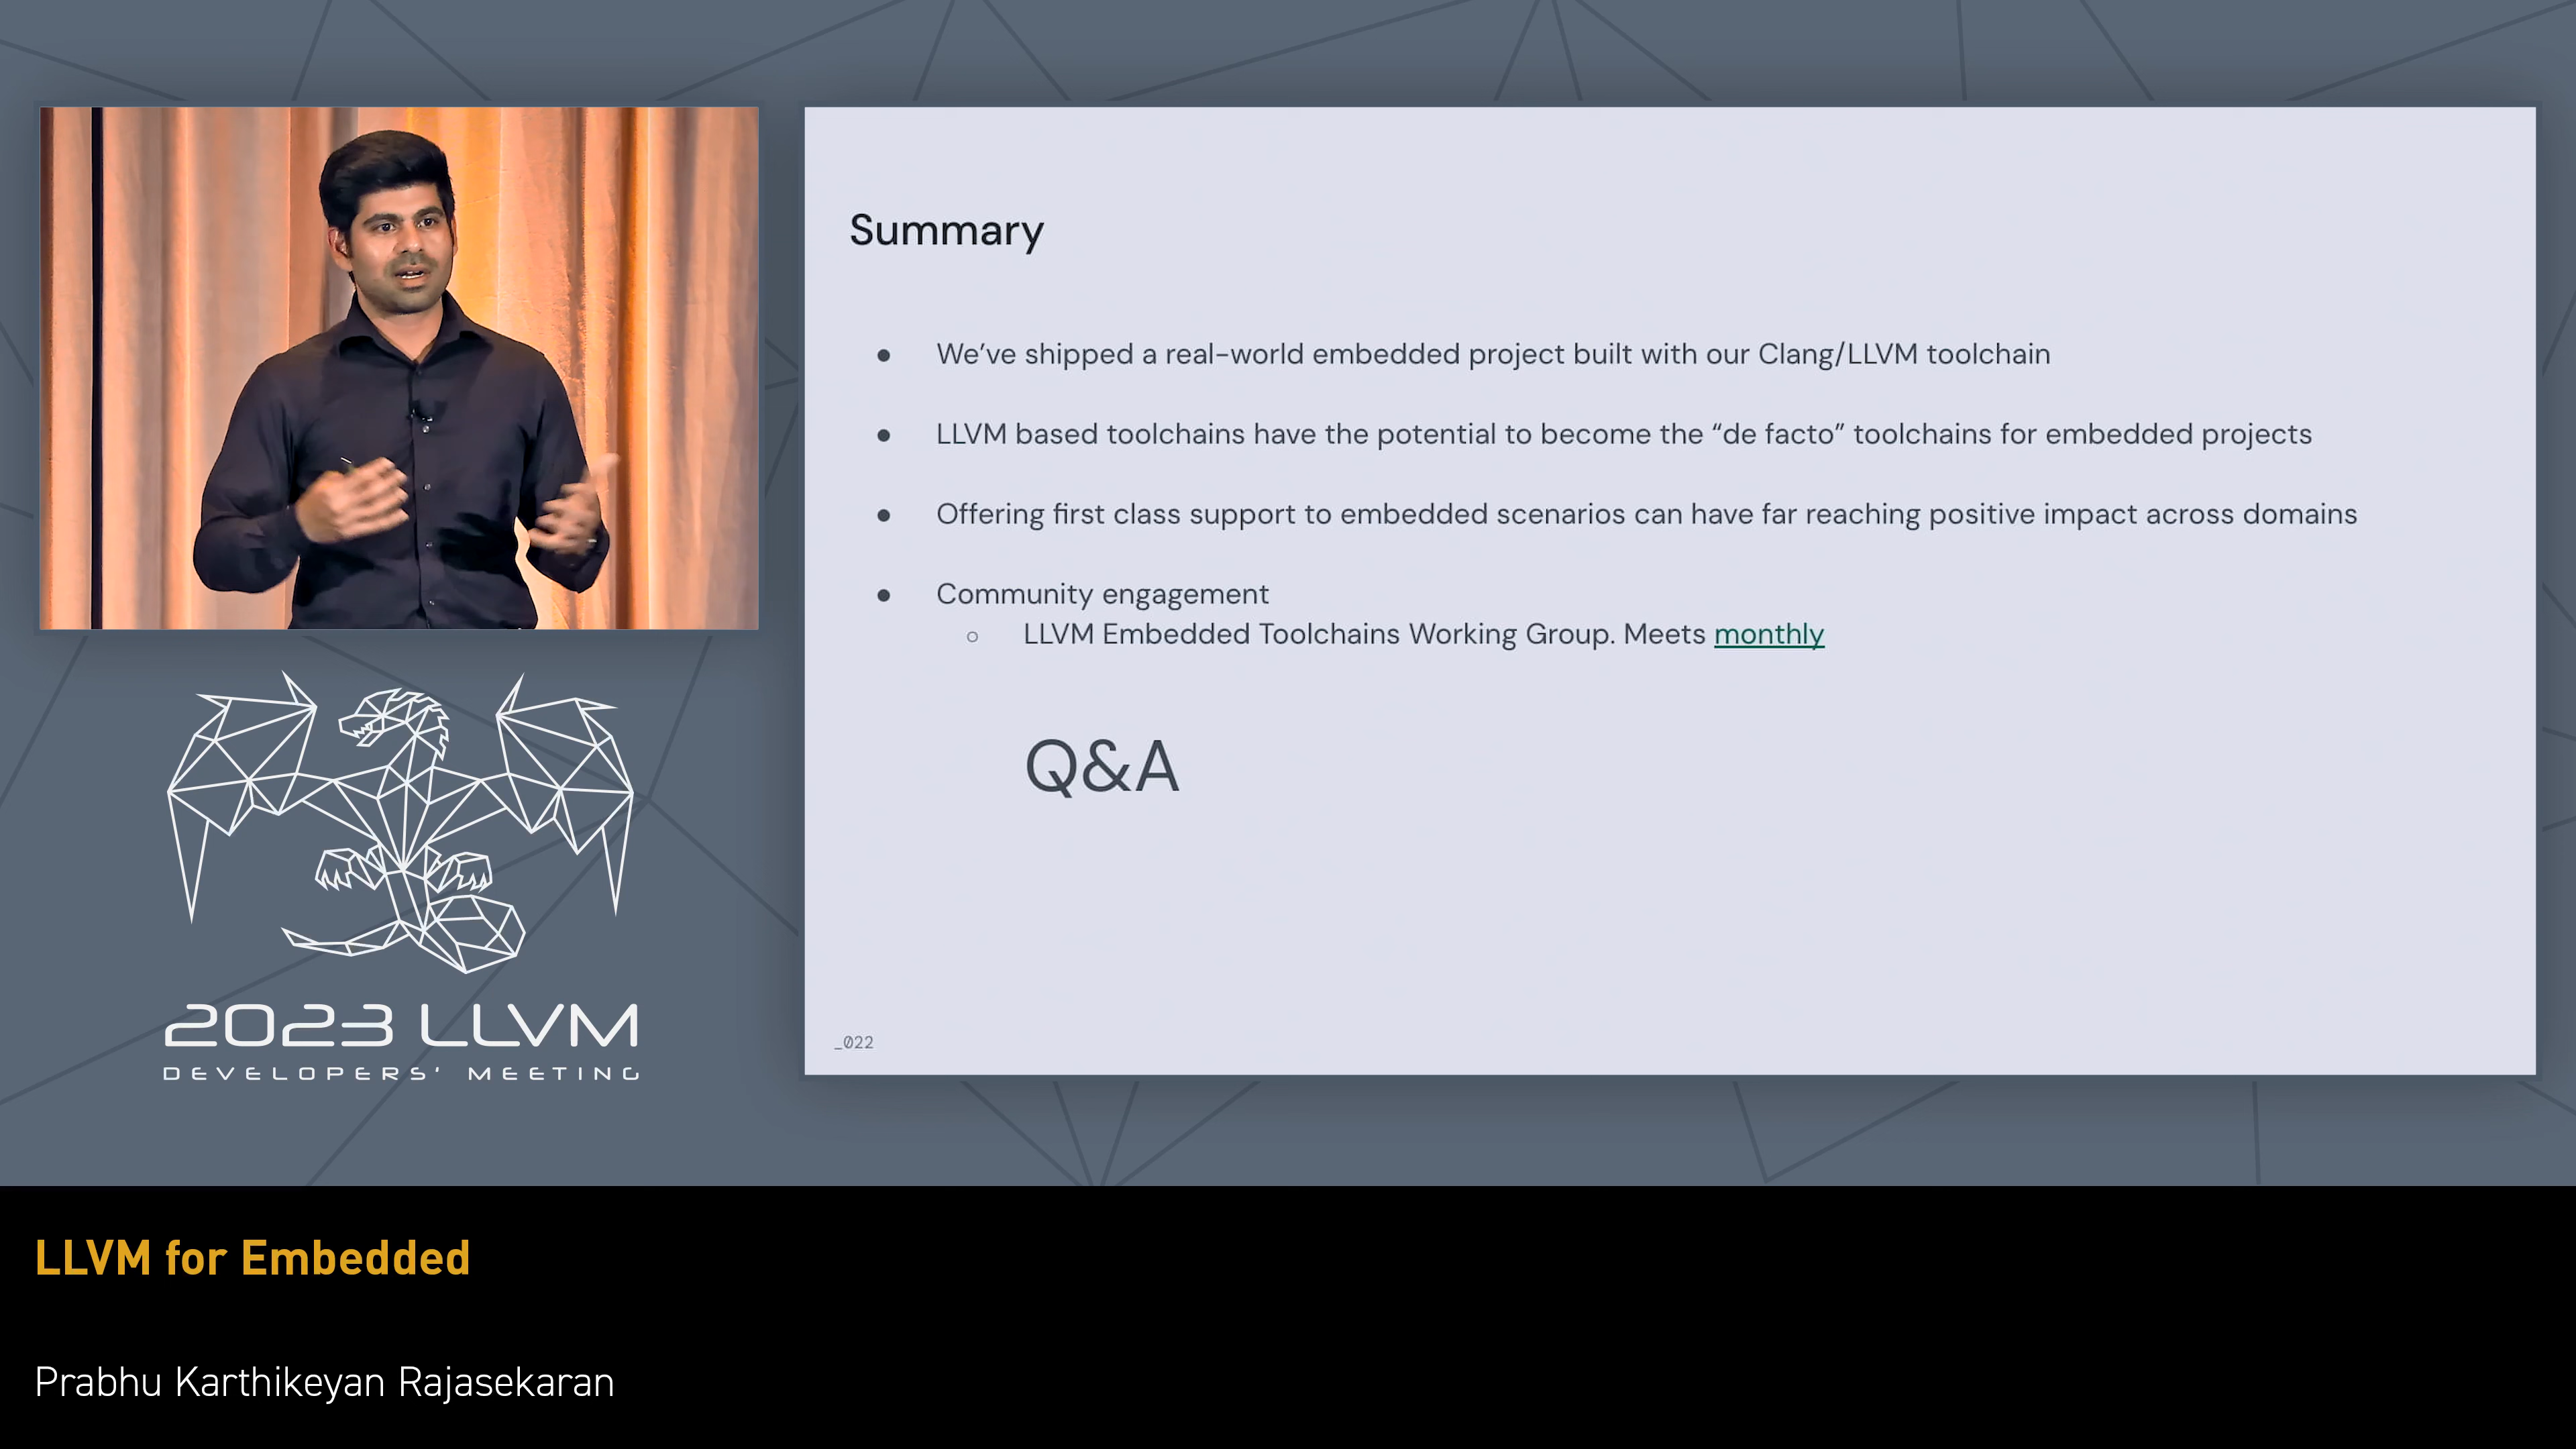 Summary
● We’ve shipped a real-world embedded project built with our Clang/LLVM toolchain
● LLVM based toolchains have the potential to become the “de facto” toolchains for embedded projects
● Offering first class support to embedded scenarios can have far reaching positive impact across domains
● Community engagement
○ LLVM Embedded Toolchains Working Group. Meets monthly
Q&A
_022
2023 LLVM
DEVELOPERS' MEETING
LLVM for Embedded
Prabhu Karthikeyan Rajasekaran